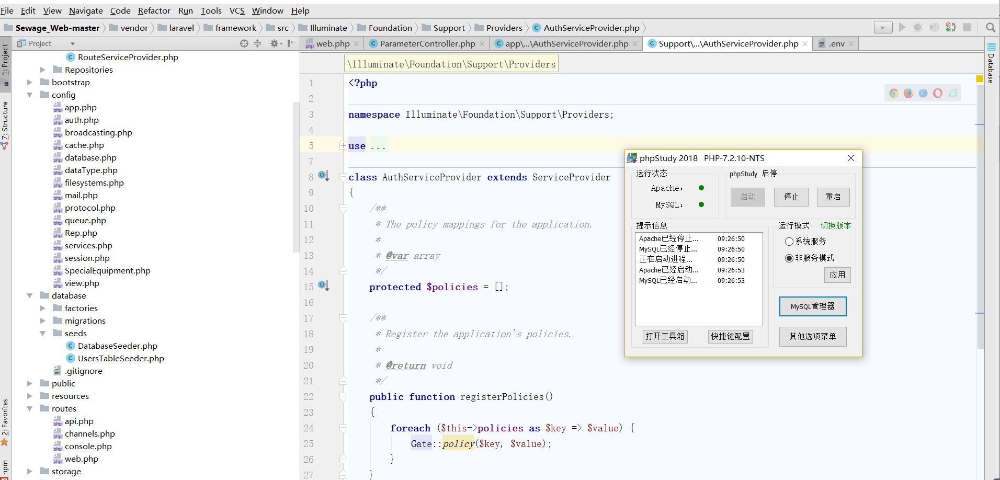 File Edit View Navigate Code Refactor Run Tools VCS Window Help
Sewage_Web-master vendor laravel framework src Illuminate Foundation Support Providers AuthServiceProvider.php
Project
web.php ParameterController.php app\...\AuthServiceProvider.php Support\...\AuthServiceProvider.php .env
1: Project
7: Structure
2: Favorites
npm
Database
RouteServiceProvider.php
Repositories
bootstrap
config
app.php
auth.php
broadcasting.php
cache.php
database.php
dataType.php
filesystems.php
mail.php
protocol.php
queue.php
Rep.php
services.php
session.php
SpecialEquipment.php
view.php
database
factories
migrations
seeds
DatabaseSeeder.php
UsersTableSeeder.php
.gitignore
public
resources
routes
api.php
channels.php
console.php
web.php
storage
\Illuminate\Foundation\Support\Providers
1 <?php
2
3 namespace Illuminate\Foundation\Support\Providers;
4
5 use ...
7
8 class AuthServiceProvider extends ServiceProvider
9 {
10 /**
11 * The policy mappings for the application.
12 *
13 * @var array
14 */
15 protected $policies = [];
16
17 /**
18 * Register the application's policies.
19 *
20 * @return void
21 */
22 public function registerPolicies()
23 {
24 foreach ($this->policies as $key => $value) {
25 Gate::policy($key, $value);
26 }
27 }
phpStudy 2018 PHP-7.2.10-NTS
运行状态
Apache:
MySQL:
phpStudy 启停
启动 停止 重启
提示信息
Apache已经停止... 09:26:50
MySQL已经停止... 09:26:50
正在启动进程... 09:26:50
Apache已经启动... 09:26:53
MySQL已经启动... 09:26:53
打开工具箱 快捷键配置
运行模式 切换版本
系统服务
非服务模式
应用
MySQL管理器
其他选项菜单